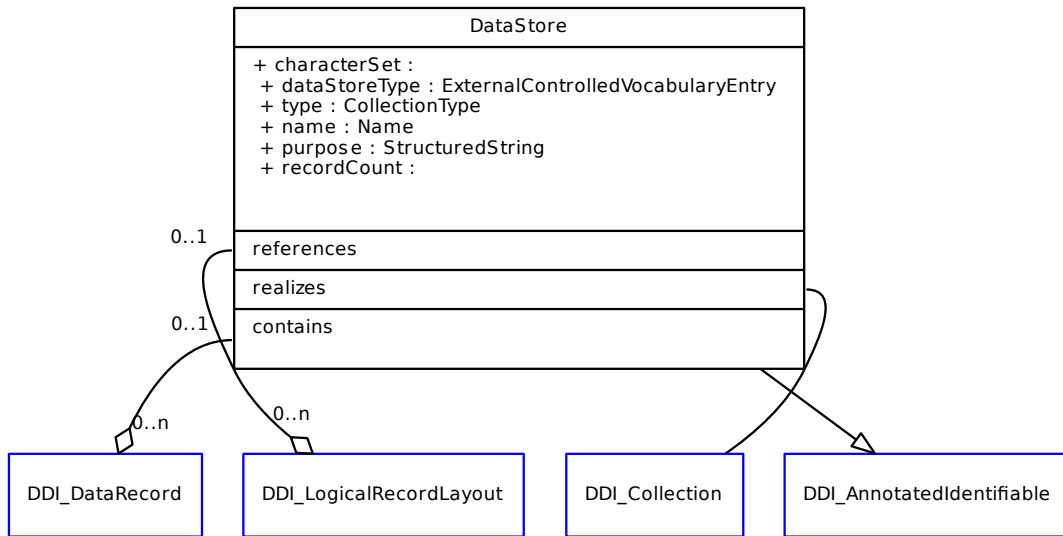 DataStore
+ characterSet :
+ dataStoreType : ExternalControlledVocabularyEntry
+ type : CollectionType
+ name : Name
+ purpose : StructuredString
+ recordCount :
0..1
references
realizes
0..1
contains
0..n
0..n
DDI_DataRecord
DDI_LogicalRecordLayout
DDI_Collection
DDI_AnnotatedIdentifiable